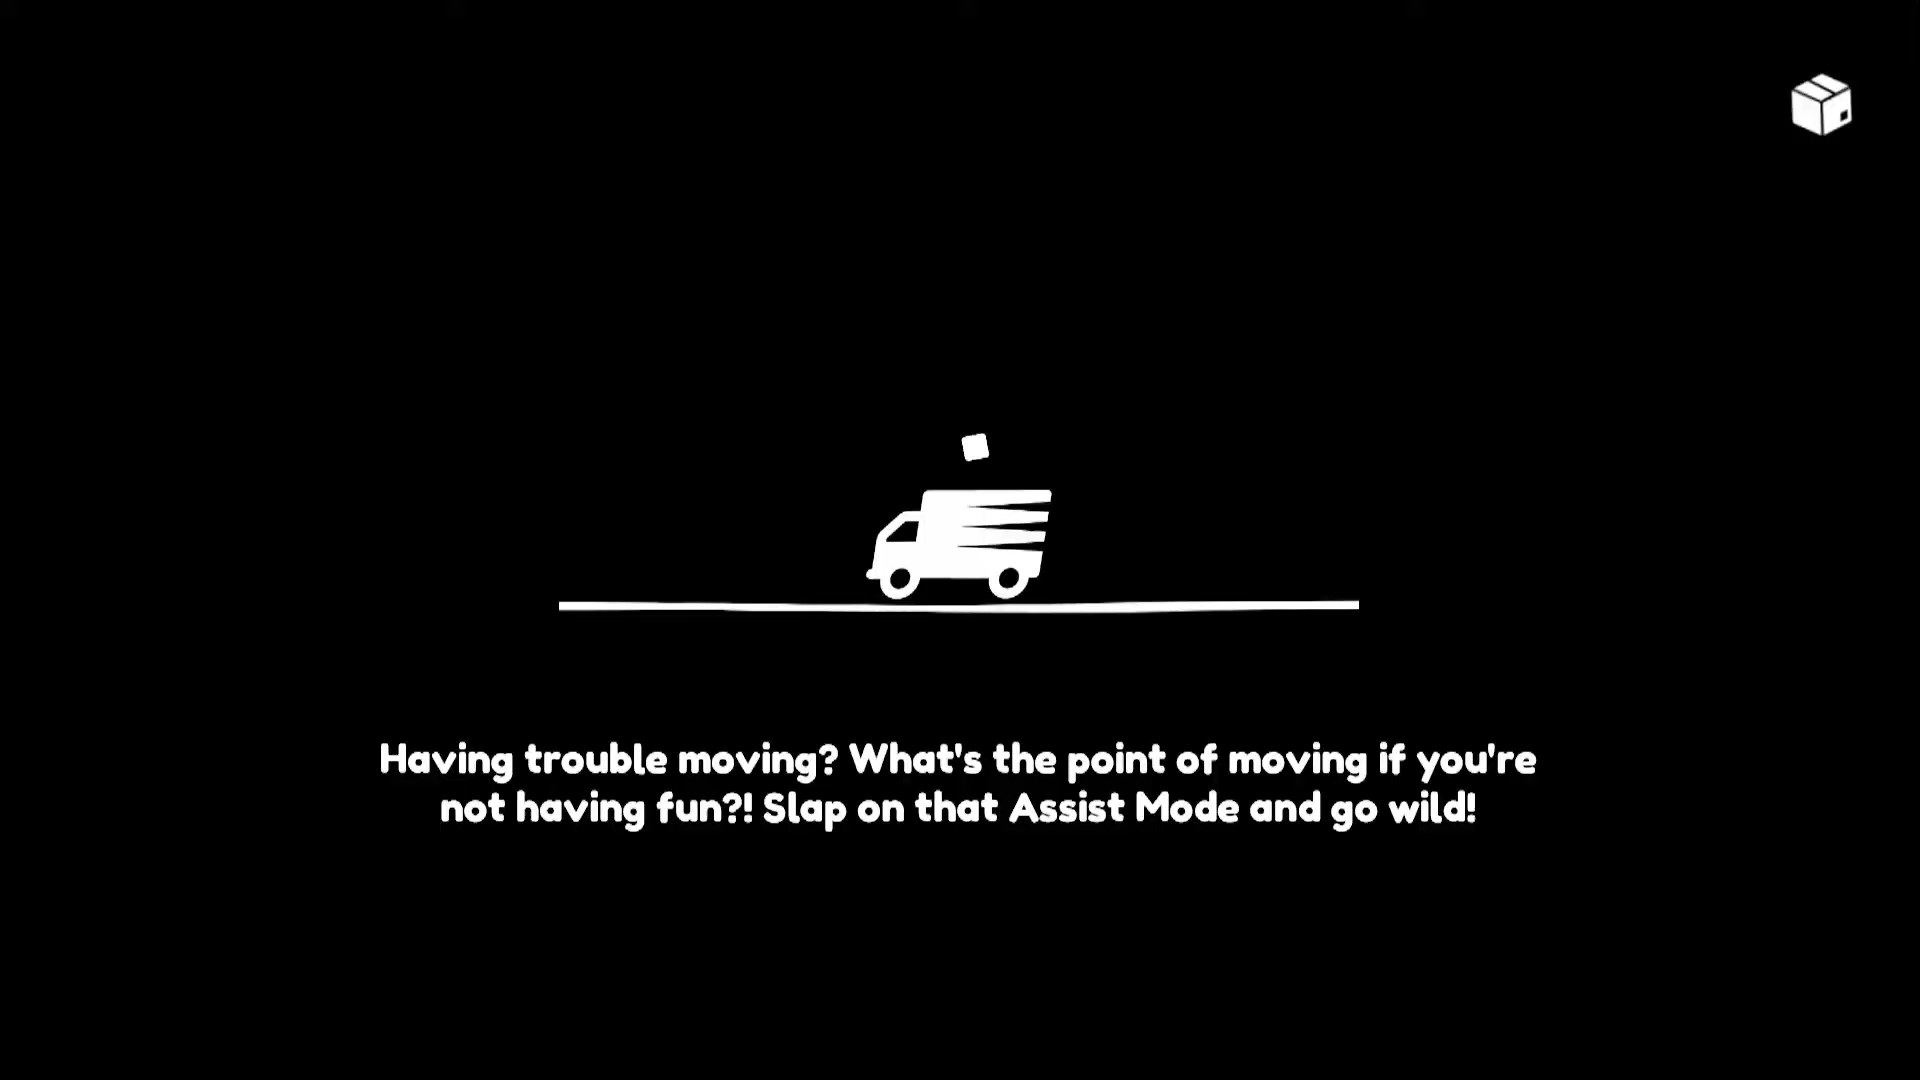 Having trouble moving? What's the point of moving if you're
not having fun?! Slap on that Assist Mode and go wild!